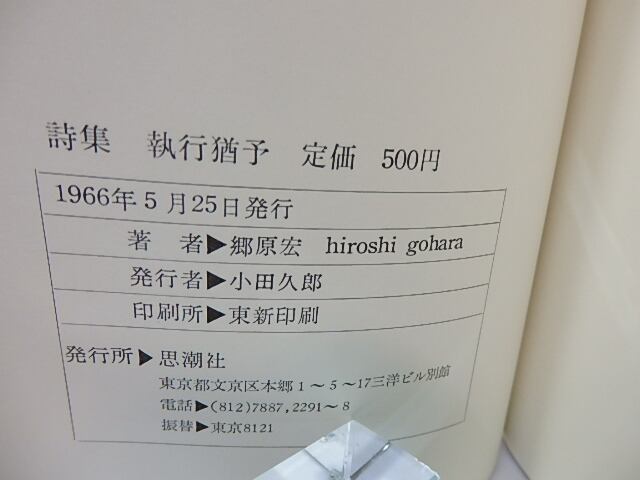 詩集 執行猶予 定価 500円
1966年5月25日発行
著者▶郷原宏 hiroshi gohara
発行者▶小田久郎
印刷所▶東新印刷
発行所▶思潮社
東京都文京区本郷1〜5〜17三洋ビル別館
電話▶(812)7887,2291〜8
振替▶東京8121